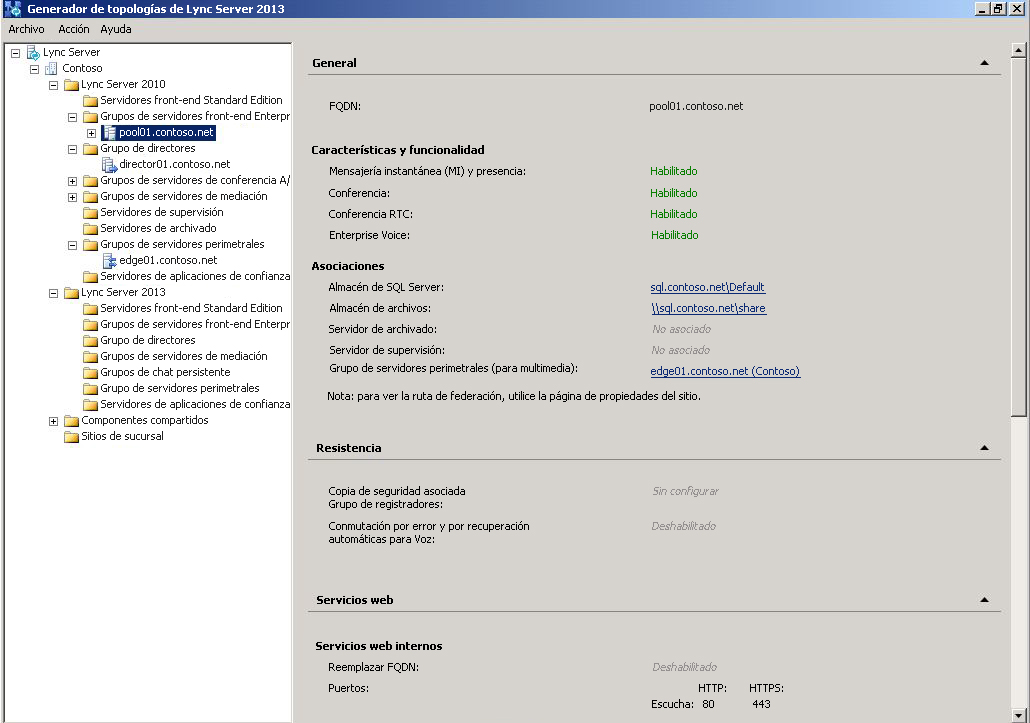 Generador de topologías de Lync Server 2013
Archivo Acción Ayuda
Lync Server
Contoso
Lync Server 2010
Servidores front-end Standard Edition
Grupos de servidores front-end Enterpr
pool01.contoso.net
Grupo de directores
director01.contoso.net
Grupos de servidores de conferencia A/
Grupos de servidores de mediación
Servidores de supervisión
Servidores de archivado
Grupos de servidores perimetrales
edge01.contoso.net
Servidores de aplicaciones de confianza
Lync Server 2013
Servidores front-end Standard Edition
Grupos de servidores front-end Enterpr
Grupo de directores
Grupos de servidores de mediación
Grupos de chat persistente
Grupo de servidores perimetrales
Servidores de aplicaciones de confianza
Componentes compartidos
Sitios de sucursal
General
FQDN: pool01.contoso.net
Características y funcionalidad
Mensajería instantánea (MI) y presencia: Habilitado
Conferencia: Habilitado
Conferencia RTC: Habilitado
Enterprise Voice: Habilitado
Asociaciones
Almacén de SQL Server: sql.contoso.net\Default
Almacén de archivos: \\sql.contoso.net\share
Servidor de archivado: No asociado
Servidor de supervisión: No asociado
Grupo de servidores perimetrales (para multimedia): edge01.contoso.net (Contoso)
Nota: para ver la ruta de federación, utilice la página de propiedades del sitio.
Resistencia
Copia de seguridad asociada Sin configurar
Grupo de registradores:
Conmutación por error y por recuperación Deshabilitado
automáticas para Voz:
Servicios web
Servicios web internos
Reemplazar FQDN: Deshabilitado
Puertos: HTTP: HTTPS:
Escucha: 80 443